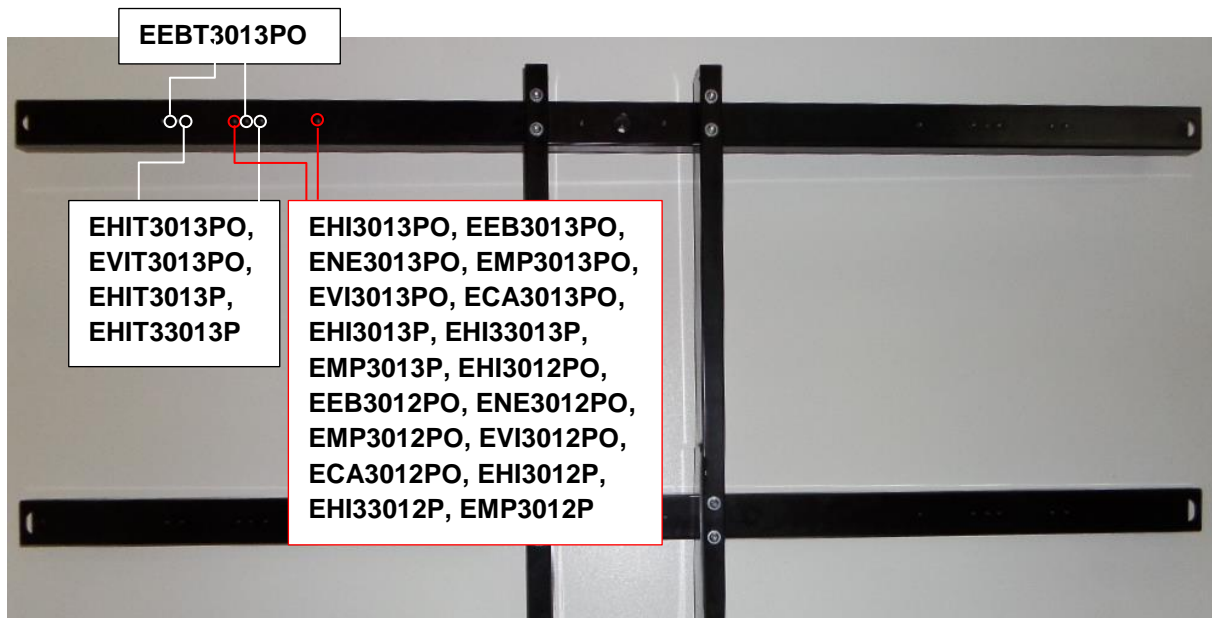 EEBT3013PO
EHIT3013PO,
EVIT3013PO,
EHIT3013P,
EHIT33013P
EHI3013PO, EEB3013PO,
ENE3013PO, EMP3013PO,
EVI3013PO, ECA3013PO,
EHI3013P, EHI33013P,
EMP3013P, EHI3012PO,
EEB3012PO, ENE3012PO,
EMP3012PO, EVI3012PO,
ECA3012PO, EHI3012P,
EHI33012P, EMP3012P